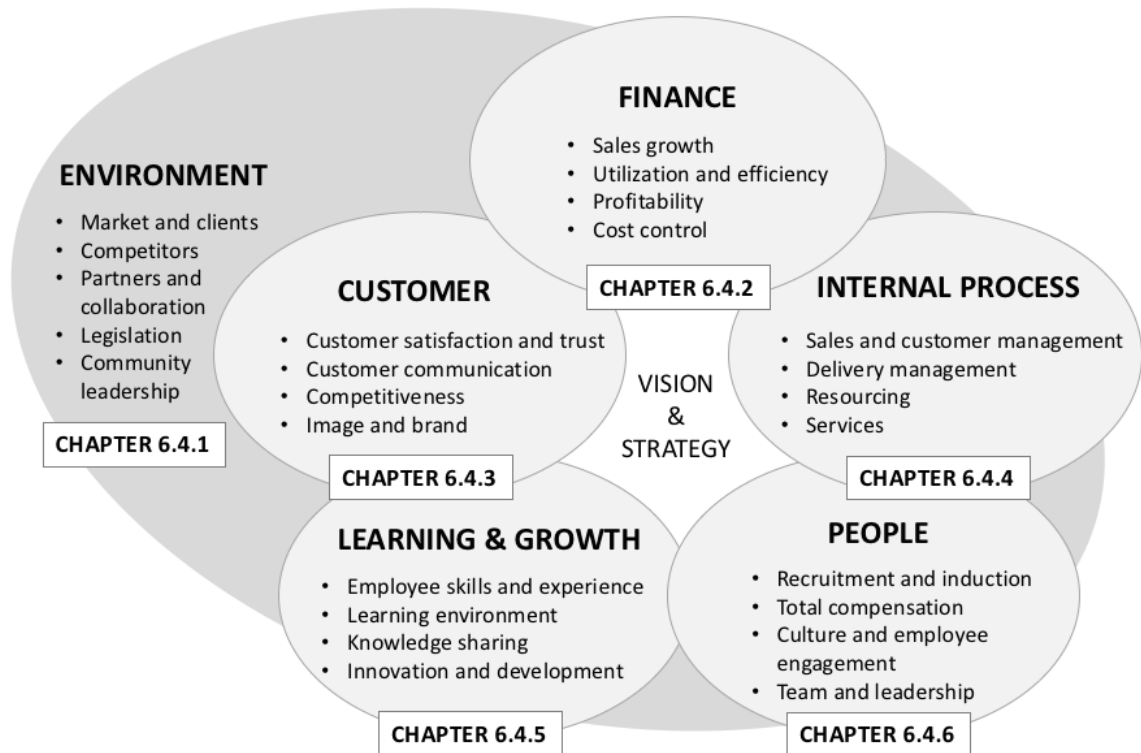 FINANCE
• Sales growth
• Utilization and efficiency
• Profitability
• Cost control
CHAPTER 6.4.2
ENVIRONMENT
• Market and clients
• Competitors
• Partners and
collaboration
• Legislation
• Community
leadership
CHAPTER 6.4.1
CUSTOMER
• Customer satisfaction and trust
• Customer communication
• Competitiveness
• Image and brand
CHAPTER 6.4.3
VISION
&
STRATEGY
INTERNAL PROCESS
• Sales and customer management
• Delivery management
• Resourcing
• Services
CHAPTER 6.4.4
LEARNING & GROWTH
• Employee skills and experience
• Learning environment
• Knowledge sharing
• Innovation and development
CHAPTER 6.4.5
PEOPLE
• Recruitment and induction
• Total compensation
• Culture and employee
engagement
• Team and leadership
CHAPTER 6.4.6